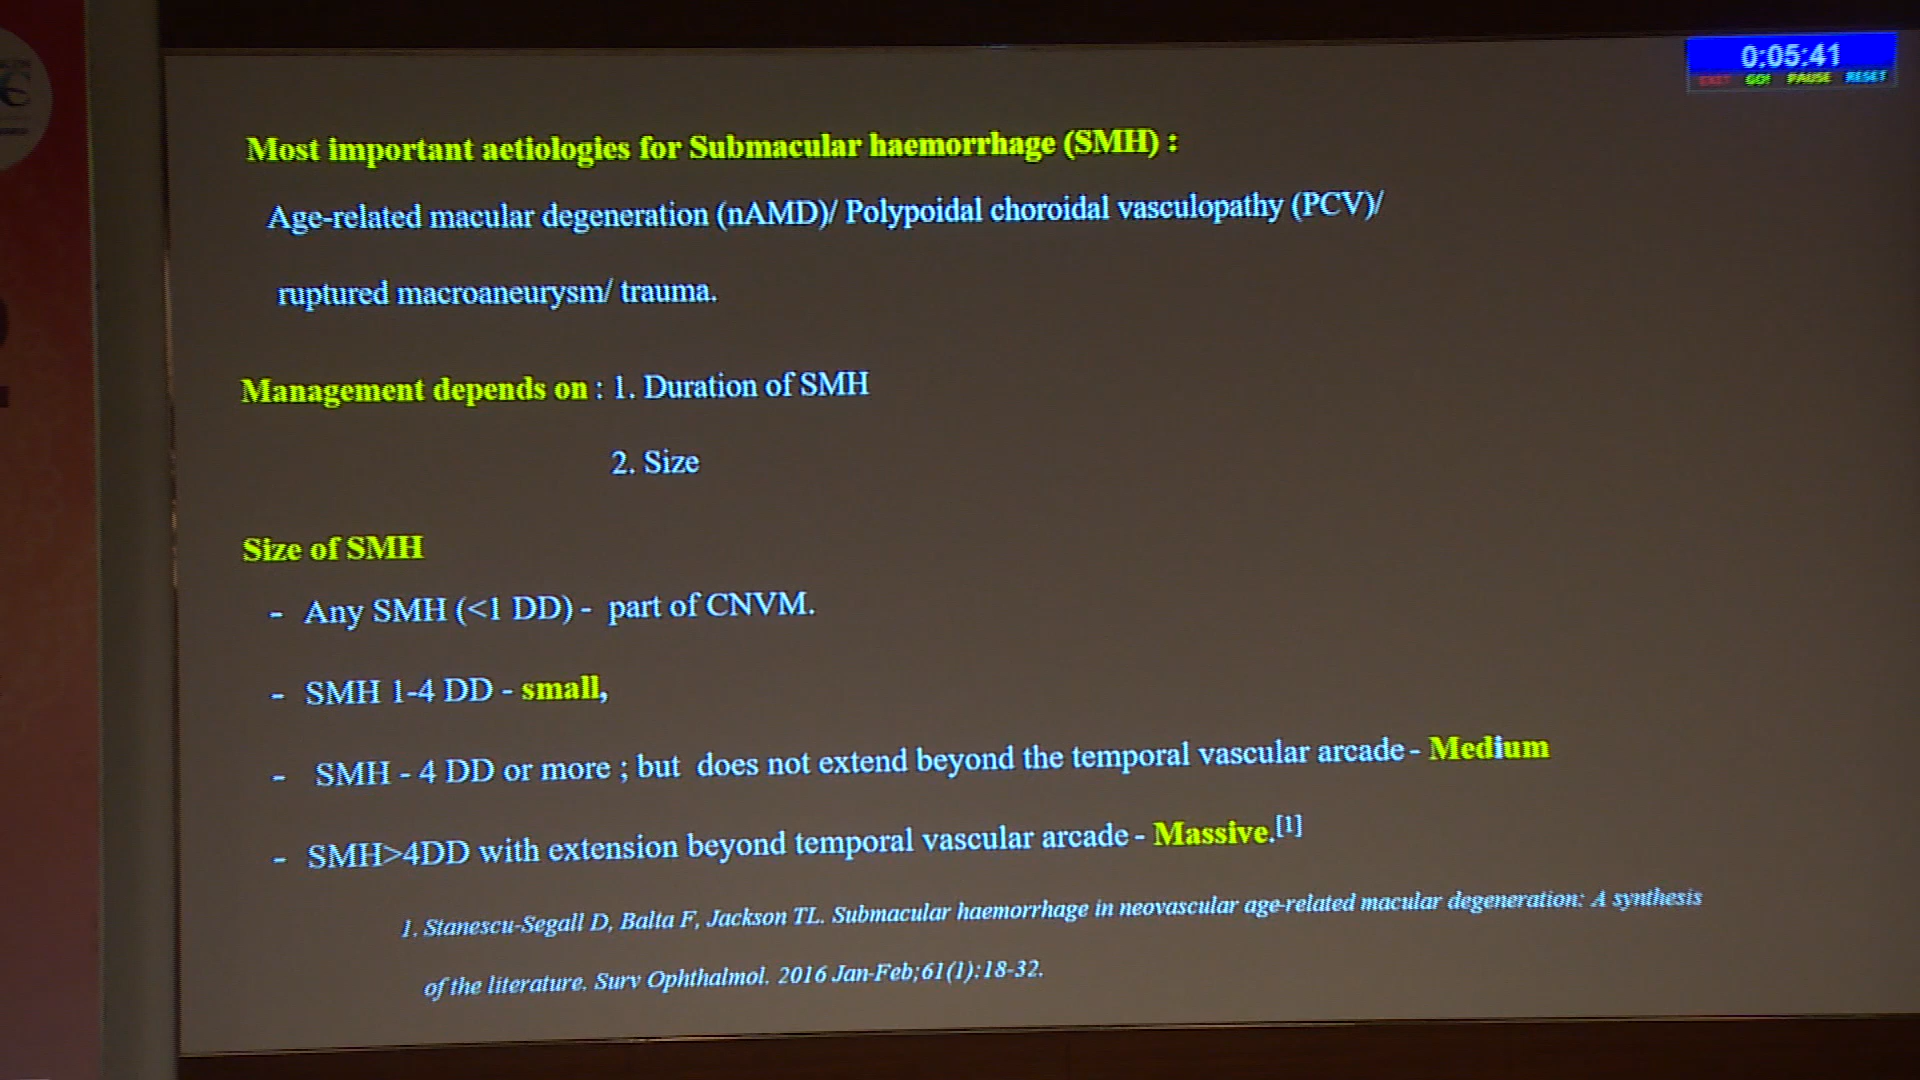 0:05:41
EXIT GO! PAUSE RESET
Most important aetiologies for Submacular haemorrhage (SMH) :
Age-related macular degeneration (nAMD)/ Polypoidal choroidal vasculopathy (PCV)/
ruptured macroaneurysm/ trauma.
Management depends on : 1. Duration of SMH
2. Size
Size of SMH
- Any SMH (<1 DD) - part of CNVM.
- SMH 1-4 DD - small,
- SMH - 4 DD or more ; but does not extend beyond the temporal vascular arcade - Medium
- SMH>4DD with extension beyond temporal vascular arcade - Massive.[1]
1. Stanescu-Segall D, Balta F, Jackson TL. Submacular haemorrhage in neovascular age-related macular degeneration: A synthesis
of the literature. Surv Ophthalmol. 2016 Jan-Feb;61(1):18-32.